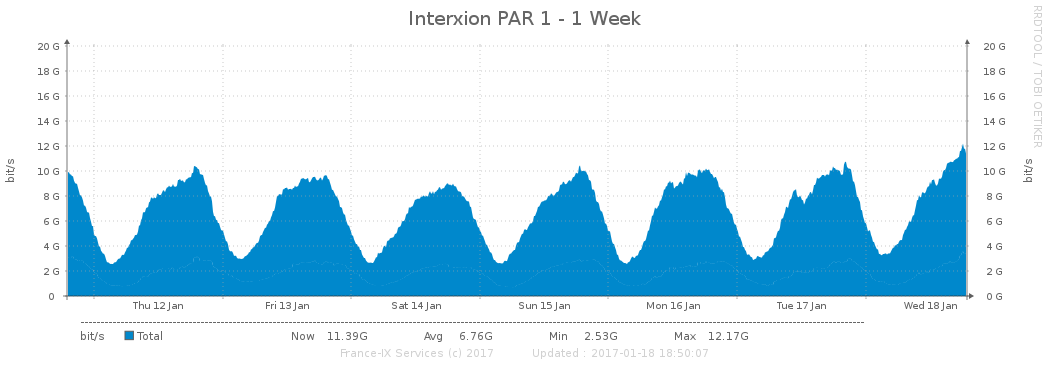 Interxion PAR 1 - 1 Week
RRDTOOL / TOBI OETIKER
20 G 20 G
18 G 18 G
16 G 16 G
14 G 14 G
12 G 12 G
10 G 10 G
8 G 8 G
6 G 6 G
4 G 4 G
2 G 2 G
0 0 G
bit/s
bit/s
Thu 12 Jan Fri 13 Jan Sat 14 Jan Sun 15 Jan Mon 16 Jan Tue 17 Jan Wed 18 Jan
bit/s Total Now 11.39G Avg 6.76G Min 2.53G Max 12.17G
France-IX Services (c) 2017 Updated : 2017-01-18 18:50:07